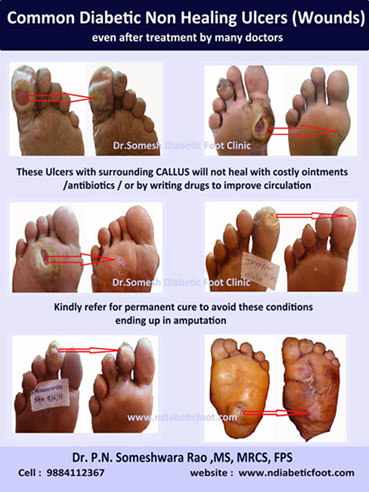 Common Diabetic Non Healing Ulcers (Wounds)
even after treatment by many doctors
Dr.Somesh Diabetic Foot Clinic
These Ulcers with surrounding CALLUS will not heal with costly ointments
/antibiotics / or by writing drugs to improve circulation
Dr.Somesh Diabetic Foot Clinic
Kindly refer for permanent cure to avoid these conditions
ending up in amputation
www.ndiabeticfoot.com
Dr. P.N. Someshwara Rao ,MS, MRCS, FPS
Cell : 9884112367
website : www.ndiabeticfoot.com